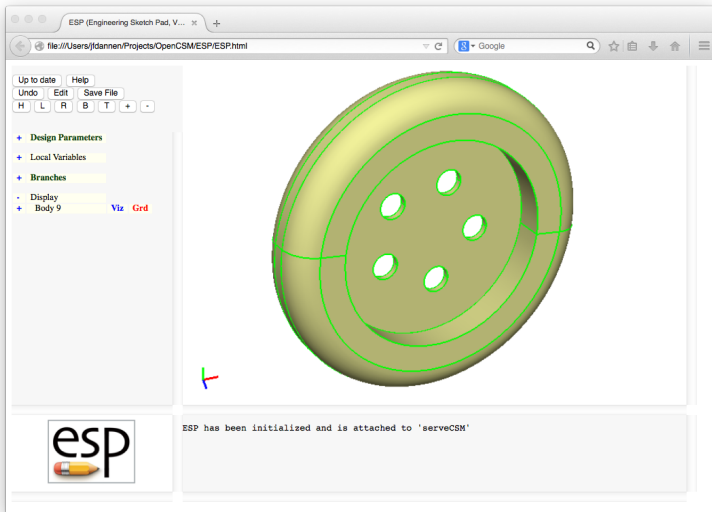 ESP (Engineering Sketch Pad, V... × +
file:///Users/jfdannen/Projects/OpenCSM/ESP/ESP.html Google
Up to date Help
Undo Edit Save File
H L R B T + -
+ Design Parameters
+ Local Variables
+ Branches
- Display
+ Body 9 Viz Grd
esp
ESP has been initialized and is attached to 'serveCSM'